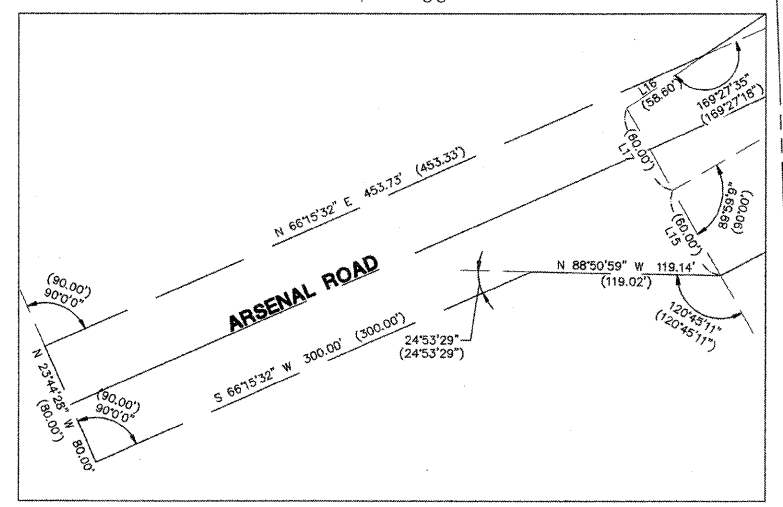 L16
(58.60')
169°27'35"
(169°27'18")
(60.00')
L17
N 66°15'32" E 453.73' (453.33')
89°59'9"
(90°00')
(60.00')
L15
N 88°50'59" W 119.14'
(119.02')
(90.00')
90°0'0"
ARSENAL ROAD
120°45'11"
(120°45'11")
24°53'29"
(24°53'29")
S 66°15'32" W 300.00' (300.00')
N 23°44'28" W 80.00'
(80.00')
(90.00')
90°0'0"